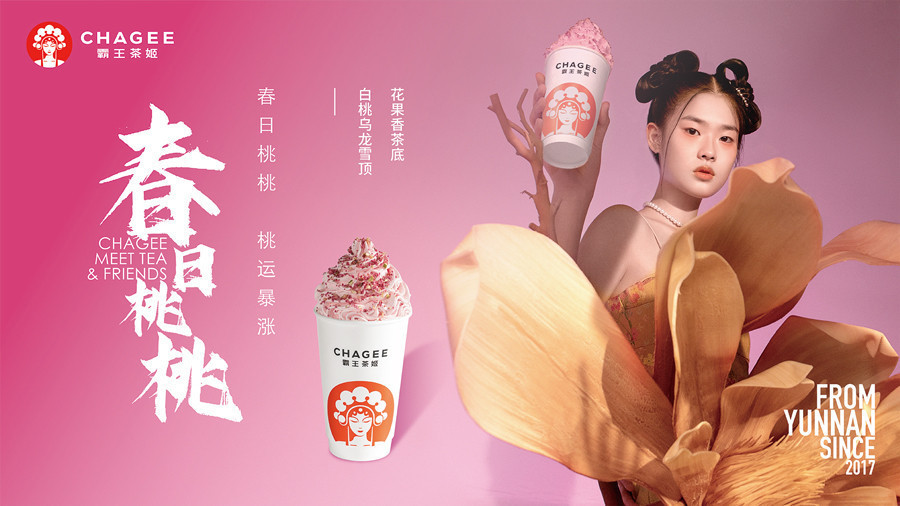 CHAGEE
霸王茶姬
春日桃桃
CHAGEE
MEET TEA
& FRIENDS
春日桃桃 桃运暴涨
花果香茶底
白桃乌龙雪顶
CHAGEE
霸王茶姬
CHAGEE
霸王茶姬
FROM
YUNNAN
SINCE
2017